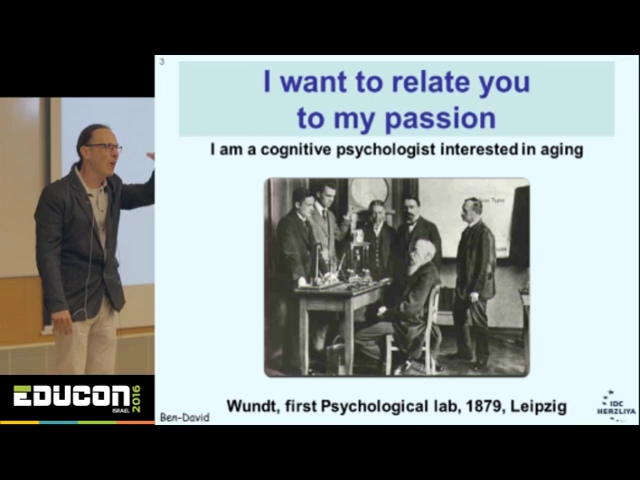 3
I want to relate you
to my passion
I am a cognitive psychologist interested in aging
Wundt, first Psychological lab, 1879, Leipzig
Ben-David
IDC
HERZLIYA
EDUCON
ISRAEL
2016